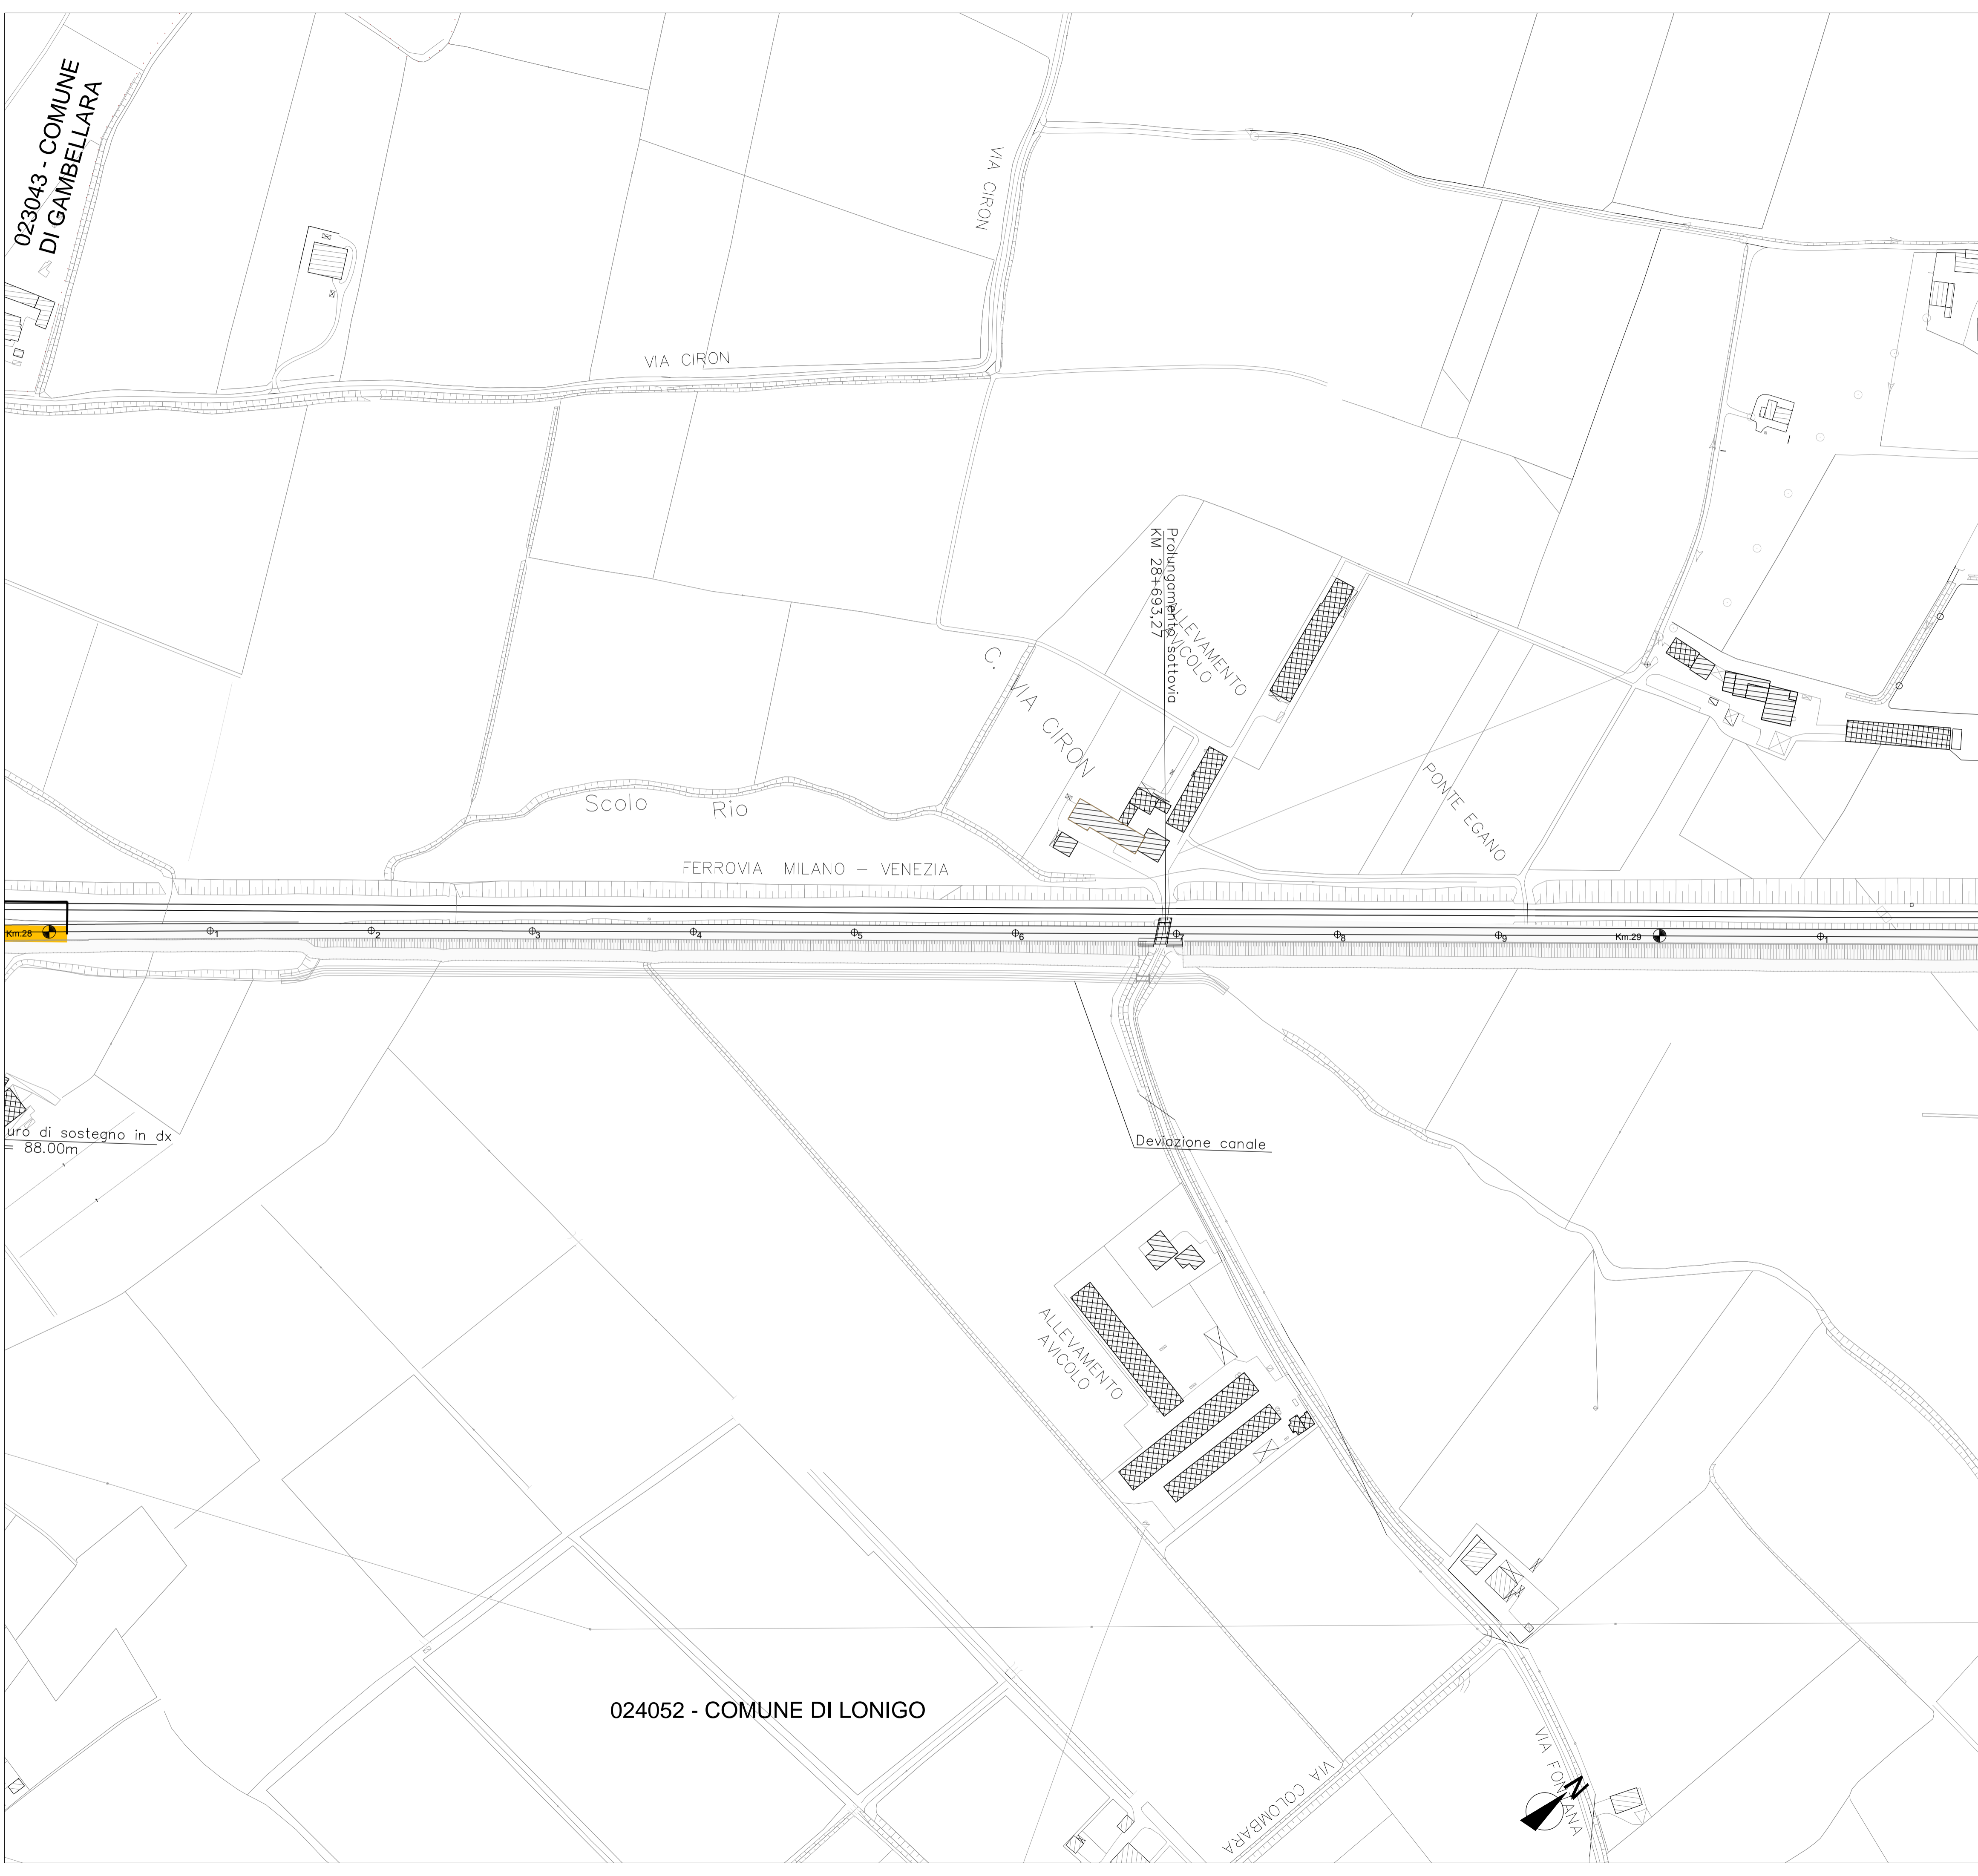 023043 - COMUNE
DI GAMBELLARA
VIA CIRON
VIA CIRON
Prolungamento sottovia
KM 28+693,27
ALLEVAMENTO
AVICOLO
C. VIA CIRON
PONTE EGANO
Scolo Rio
FERROVIA MILANO - VENEZIA
Km.28
1
2
3
4
5
6
7
8
9
Km.29
1
uro di sostegno in dx
= 88.00m
Deviazione canale
ALLEVAMENTO
AVICOLO
024052 - COMUNE DI LONIGO
VIA COLOMBARA
VIA FONTANA
N